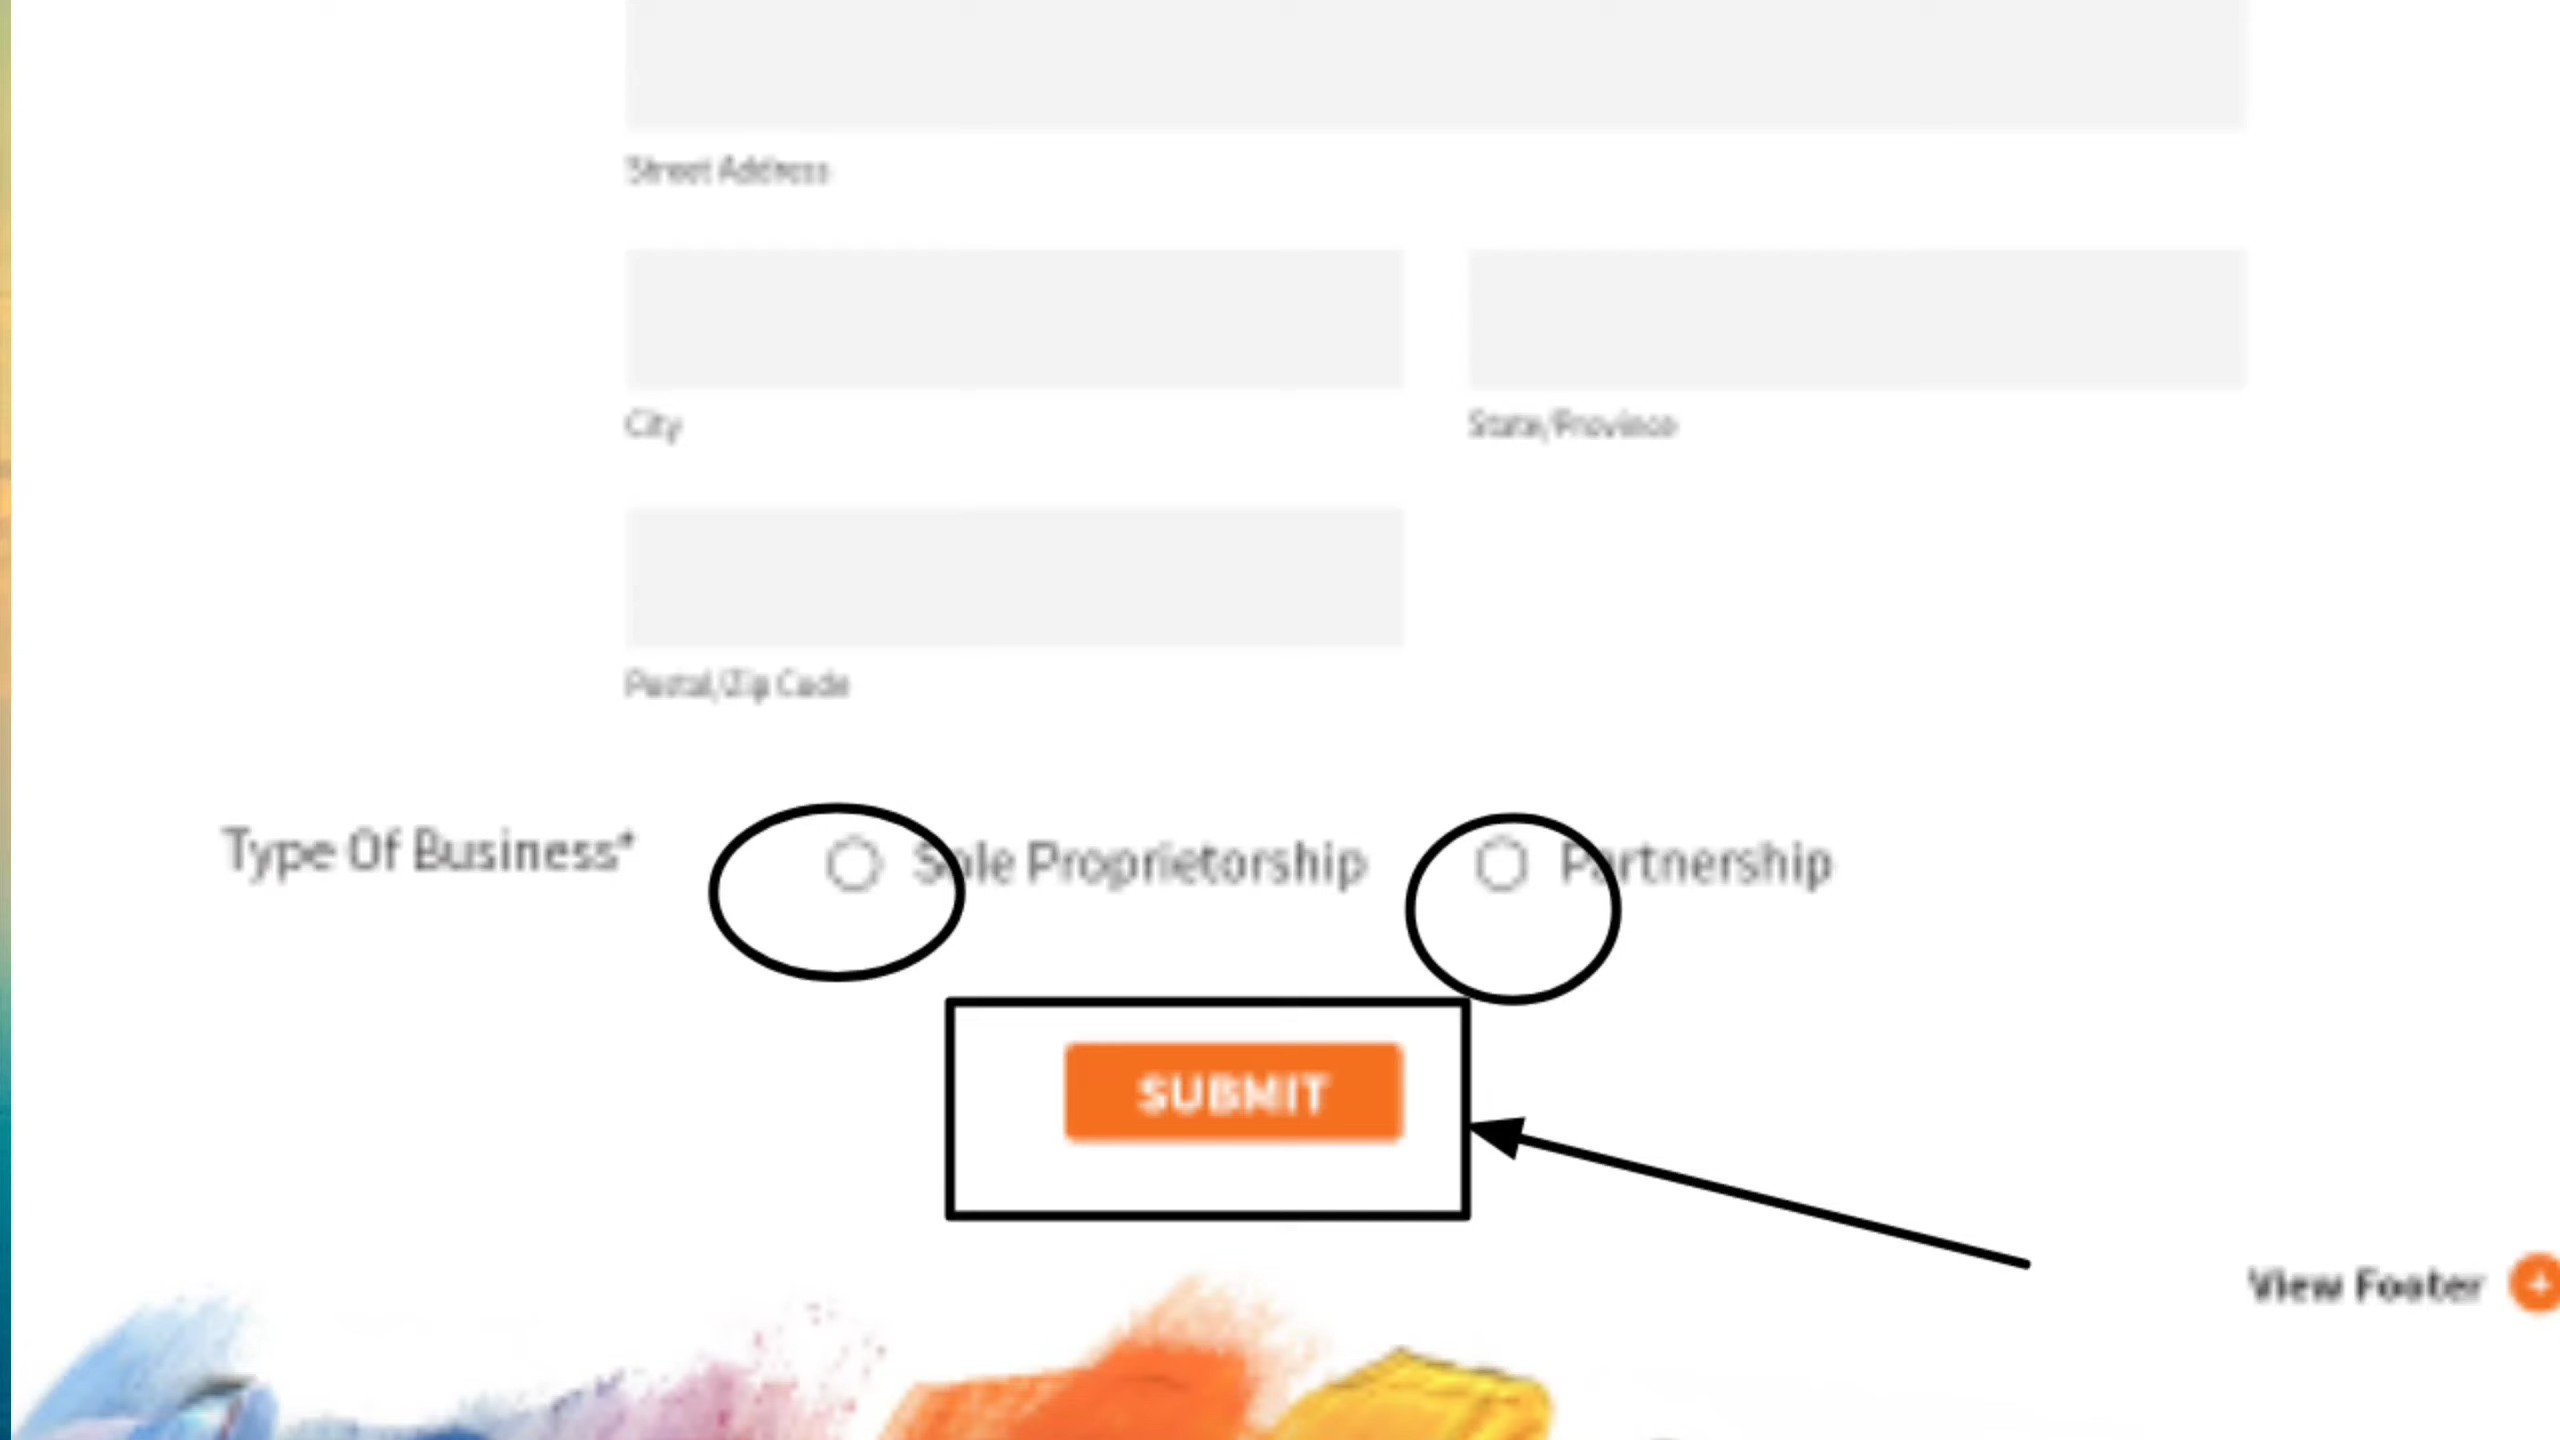 Street Address
City
State/Province
Postal/Zip Code
Type Of Business* Sole Proprietorship Partnership
SUBMIT
View Footer